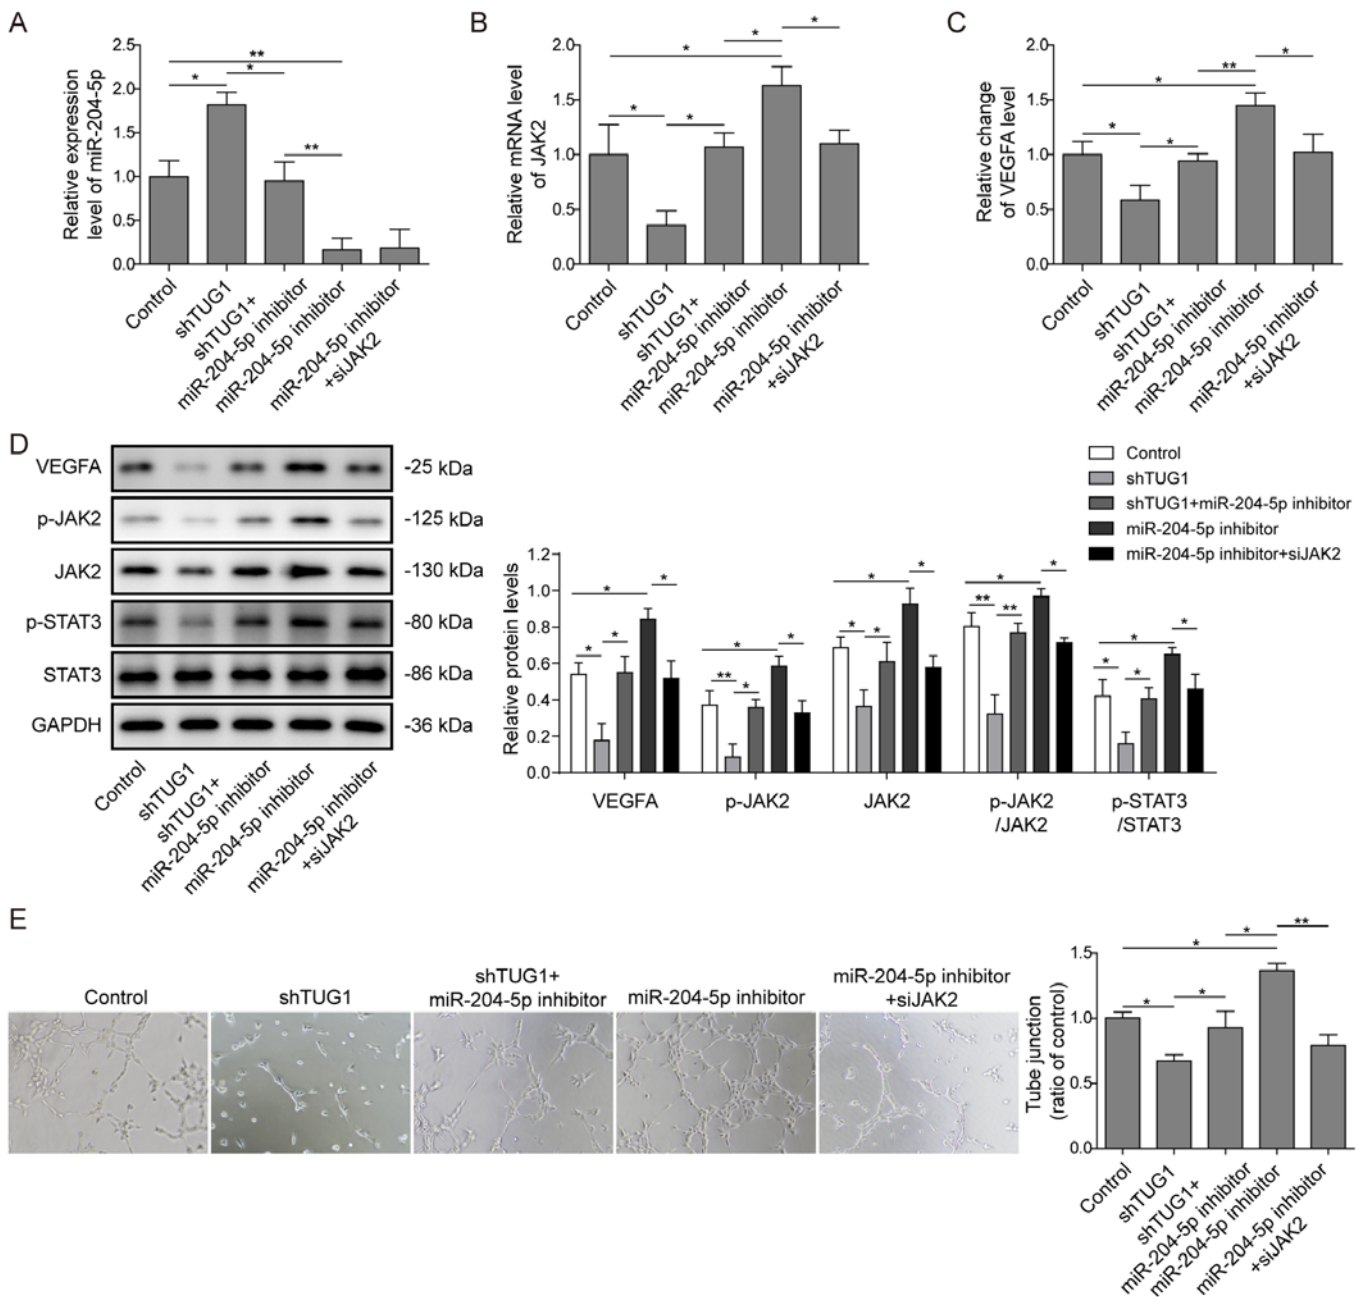 A
Relative expression
level of miR-204-5p
2.5
2.0
1.5
1.0
0.5
0.0
**
*
*
**
Control
shTUG1
shTUG1+
miR-204-5p inhibitor
miR-204-5p inhibitor
miR-204-5p inhibitor
+siJAK2
B
Relative mRNA level
of JAK2
2.0
1.5
1.0
0.5
0.0
*
*
*
*
*
Control
shTUG1
shTUG1+
miR-204-5p inhibitor
miR-204-5p inhibitor
miR-204-5p inhibitor
+siJAK2
C
Relative change
of VEGFA level
2.0
1.5
1.0
0.5
0.0
*
**
*
*
*
Control
shTUG1
shTUG1+
miR-204-5p inhibitor
miR-204-5p inhibitor
miR-204-5p inhibitor
+siJAK2
D
VEGFA -25 kDa
p-JAK2 -125 kDa
JAK2 -130 kDa
p-STAT3 -80 kDa
STAT3 -86 kDa
GAPDH -36 kDa
Control
shTUG1
shTUG1+
miR-204-5p inhibitor
miR-204-5p inhibitor
miR-204-5p inhibitor
+siJAK2
Control
shTUG1
shTUG1+miR-204-5p inhibitor
miR-204-5p inhibitor
miR-204-5p inhibitor+siJAK2
Relative protein levels
1.2
1.0
0.8
0.6
0.4
0.2
0.0
* * * *
* * ** *
* * * *
* ** ** *
* * * *
VEGFA
p-JAK2
JAK2
p-JAK2
/JAK2
p-STAT3
/STAT3
E
Control
shTUG1
shTUG1+
miR-204-5p inhibitor
miR-204-5p inhibitor
miR-204-5p inhibitor
+siJAK2
Tube junction
(ratio of control)
1.5
1.0
0.5
0.0
**
*
*
*
*
Control
shTUG1
shTUG1+
miR-204-5p inhibitor
miR-204-5p inhibitor
miR-204-5p inhibitor
+siJAK2